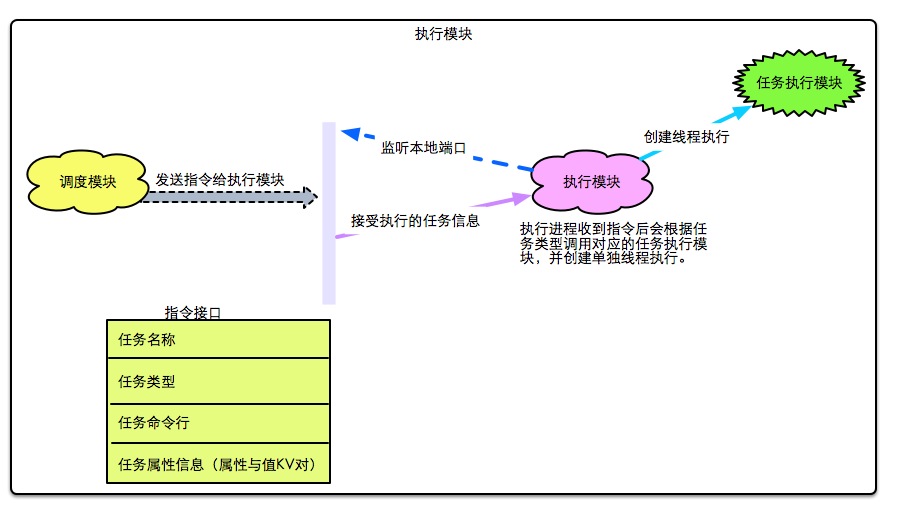 执行模块
任务执行模块
创建线程执行
监听本地端口
调度模块
发送指令给执行模块
执行模块
接受执行的任务信息
执行进程收到指令后会根据任
务类型调用对应的任务执行模
块，并创建单独线程执行。
指令接口
任务名称
任务类型
任务命令行
任务属性信息（属性与值KV对）